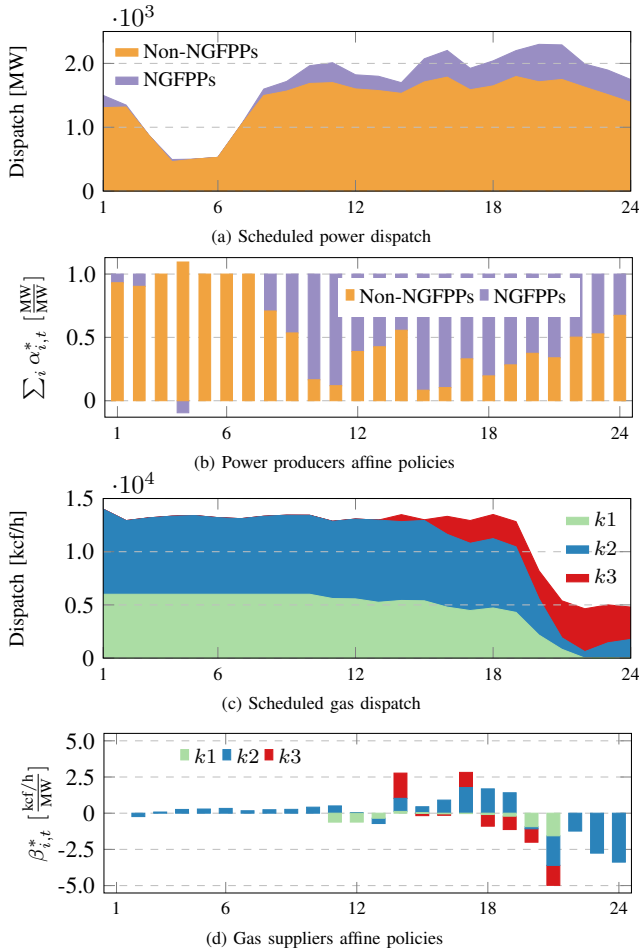 ·10³
Dispatch [MW]
2.0
1.0
0
Non-NGFPPs
NGFPPs
1 6 12 18 24
(a) Scheduled power dispatch
∑ᵢ α*ᵢ,ₜ [MW/MW]
1.0
0.5
0
Non-NGFPPs NGFPPs
1 6 12 18 24
(b) Power producers affine policies
·10⁴
Dispatch [kcf/h]
1.5
1.0
0.5
0
k1
k2
k3
1 6 12 18 24
(c) Scheduled gas dispatch
β*ᵢ,ₜ [kcf/h/MW]
5.0
2.5
0
-2.5
-5.0
k1 k2 k3
1 6 12 18 24
(d) Gas suppliers affine policies